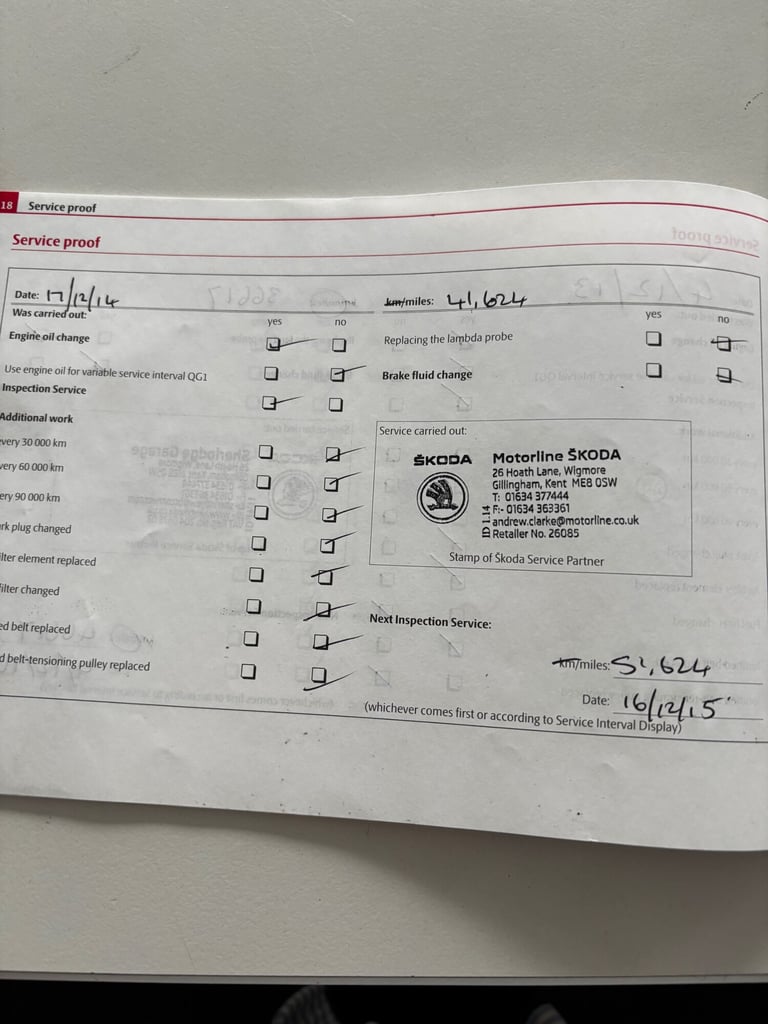 18 Service proof
Service proof
Date: 17/12/14
km/miles: 41,624
Was carried out:
yes no
yes no
Engine oil change
Replacing the lambda probe
Use engine oil for variable service interval QG1
Brake fluid change
Inspection Service
Additional work
very 30 000 km
very 60 000 km
ery 90 000 km
rk plug changed
lter element replaced
filter changed
ed belt replaced
d belt-tensioning pulley replaced
Service carried out:
ŠKODA
Motorline ŠKODA
26 Hoath Lane, Wigmore
Gillingham, Kent ME8 0SW
T: 01634 377444
F:- 01634 363361
andrew.clarke@motorline.co.uk
Retailer No. 26085
ID 1.14
Stamp of Škoda Service Partner
Next Inspection Service:
km/miles: 51,624
Date: 16/12/15
(whichever comes first or according to Service Interval Display)